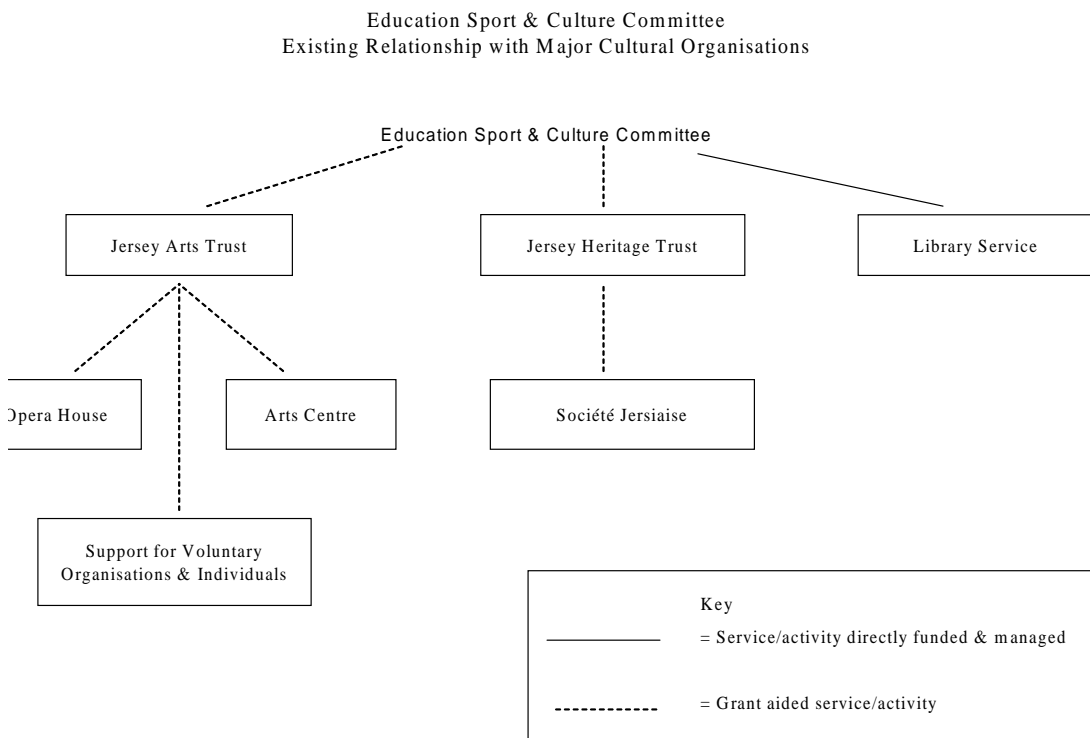 Education Sport & Culture Committee
Existing Relationship with Major Cultural Organisations
Education Sport & Culture Committee
Jersey Arts Trust
Jersey Heritage Trust
Library Service
Opera House
Arts Centre
Société Jersiaise
Support for Voluntary
Organisations & Individuals
Key
= Service/activity directly funded & managed
= Grant aided service/activity